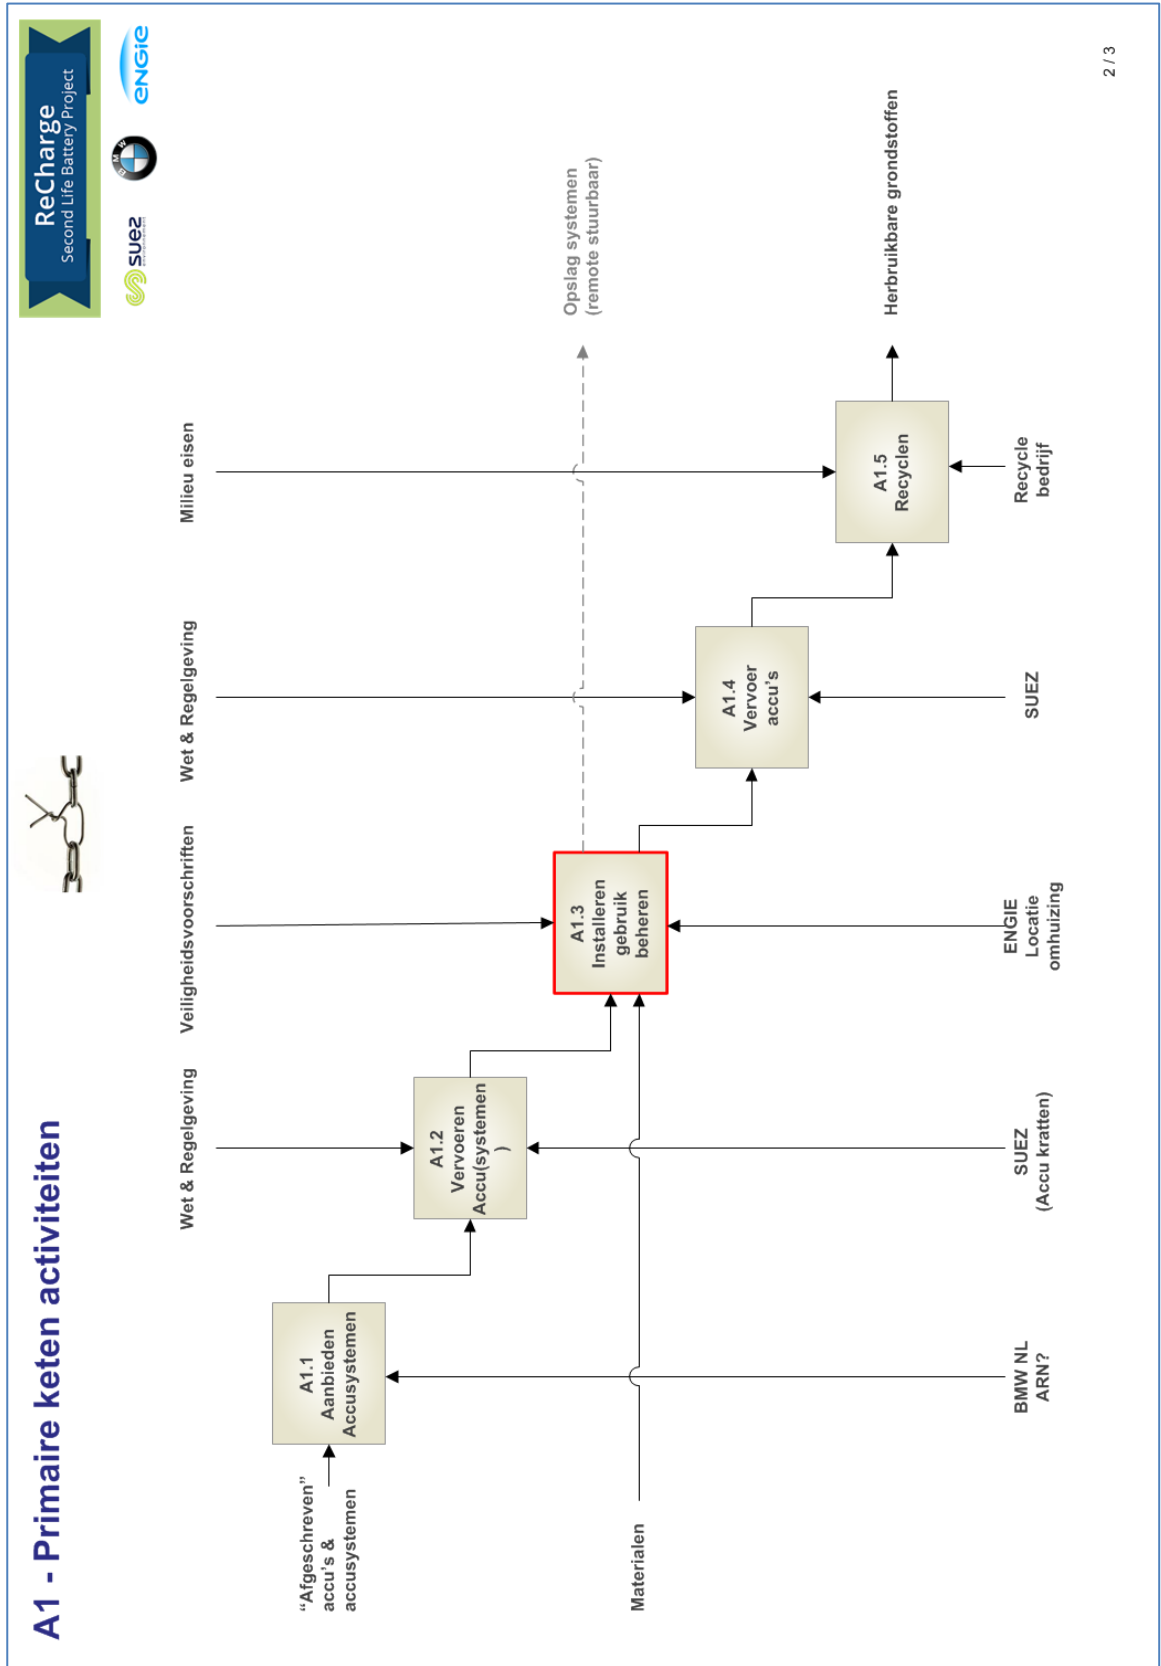 A1 - Primaire keten activiteiten
ReCharge
Second Life Battery Project
suez
BMW
ENGIE
Wet & Regelgeving
Veiligheidsvoorschriften
Wet & Regelgeving
Milieu eisen
“Afgeschreven”
accu’s &
accusystemen
A1.1
Aanbieden
Accusystemen
A1.2
Vervoeren
Accu(systemen
)
A1.3
Installeren
gebruik
beheren
Opslag systemen
(remote stuurbaar)
A1.4
Vervoer
accu’s
A1.5
Recyclen
Herbruikbare grondstoffen
Materialen
BMW NL
ARN?
SUEZ
(Accu kratten)
ENGIE
Locatie
omhuizing
SUEZ
Recycle
bedrijf
2 / 3